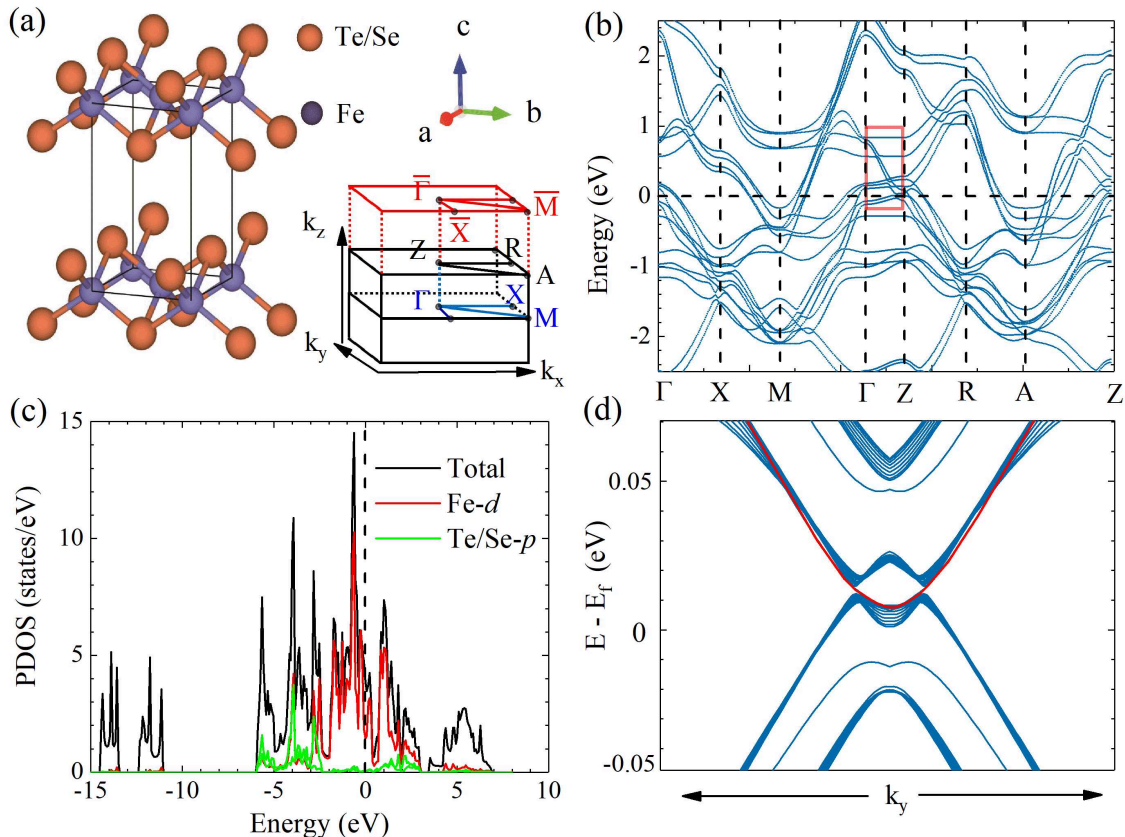 (a)
Te/Se
Fe
c
b
a
k_z
Γ̅
M̅
X̅
Z
R
A
Γ
X
M
k_y
k_x
(b)
Energy (eV)
2
1
0
-1
-2
Γ
X
M
Γ
Z
R
A
Z
(c)
PDOS (states/eV)
15
10
5
0
Total
Fe-d
Te/Se-p
-15
-10
-5
0
5
10
Energy (eV)
(d)
E - E_f (eV)
0.05
0
-0.05
k_y